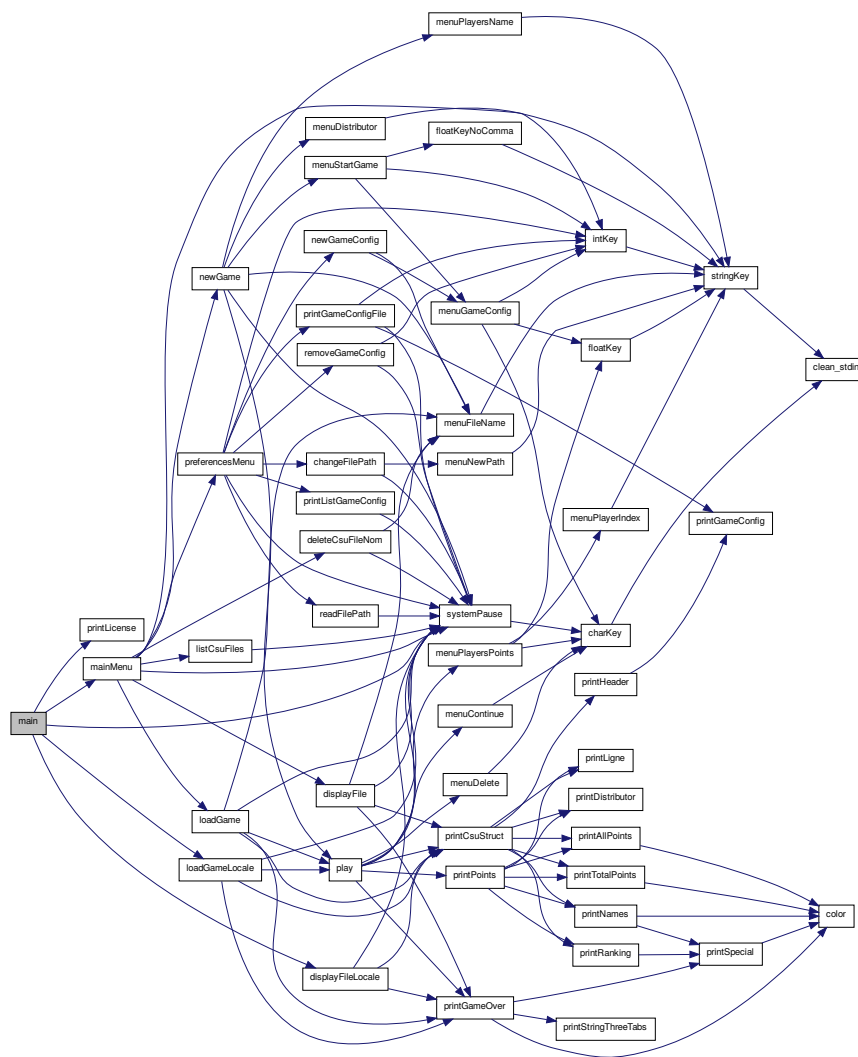 menuPlayersName
menuDistributor
floatKeyNoComma
menuStartGame
newGameConfig
intKey
newGame
stringKey
printGameConfigFile
menuGameConfig
removeGameConfig
floatKey
clean_stdin
menuFileName
preferencesMenu
changeFilePath
menuNewPath
printListGameConfig
menuPlayerIndex
printGameConfig
deleteCsuFileNom
readFilePath
systemPause
printLicense
charKey
listCsuFiles
menuPlayersPoints
mainMenu
printHeader
main
menuContinue
printLigne
menuDelete
displayFile
printDistributor
loadGame
printCsuStruct
printAllPoints
loadGameLocale
play
printPoints
printTotalPoints
printNames
color
printRanking
printSpecial
displayFileLocale
printGameOver
printStringThreeTabs